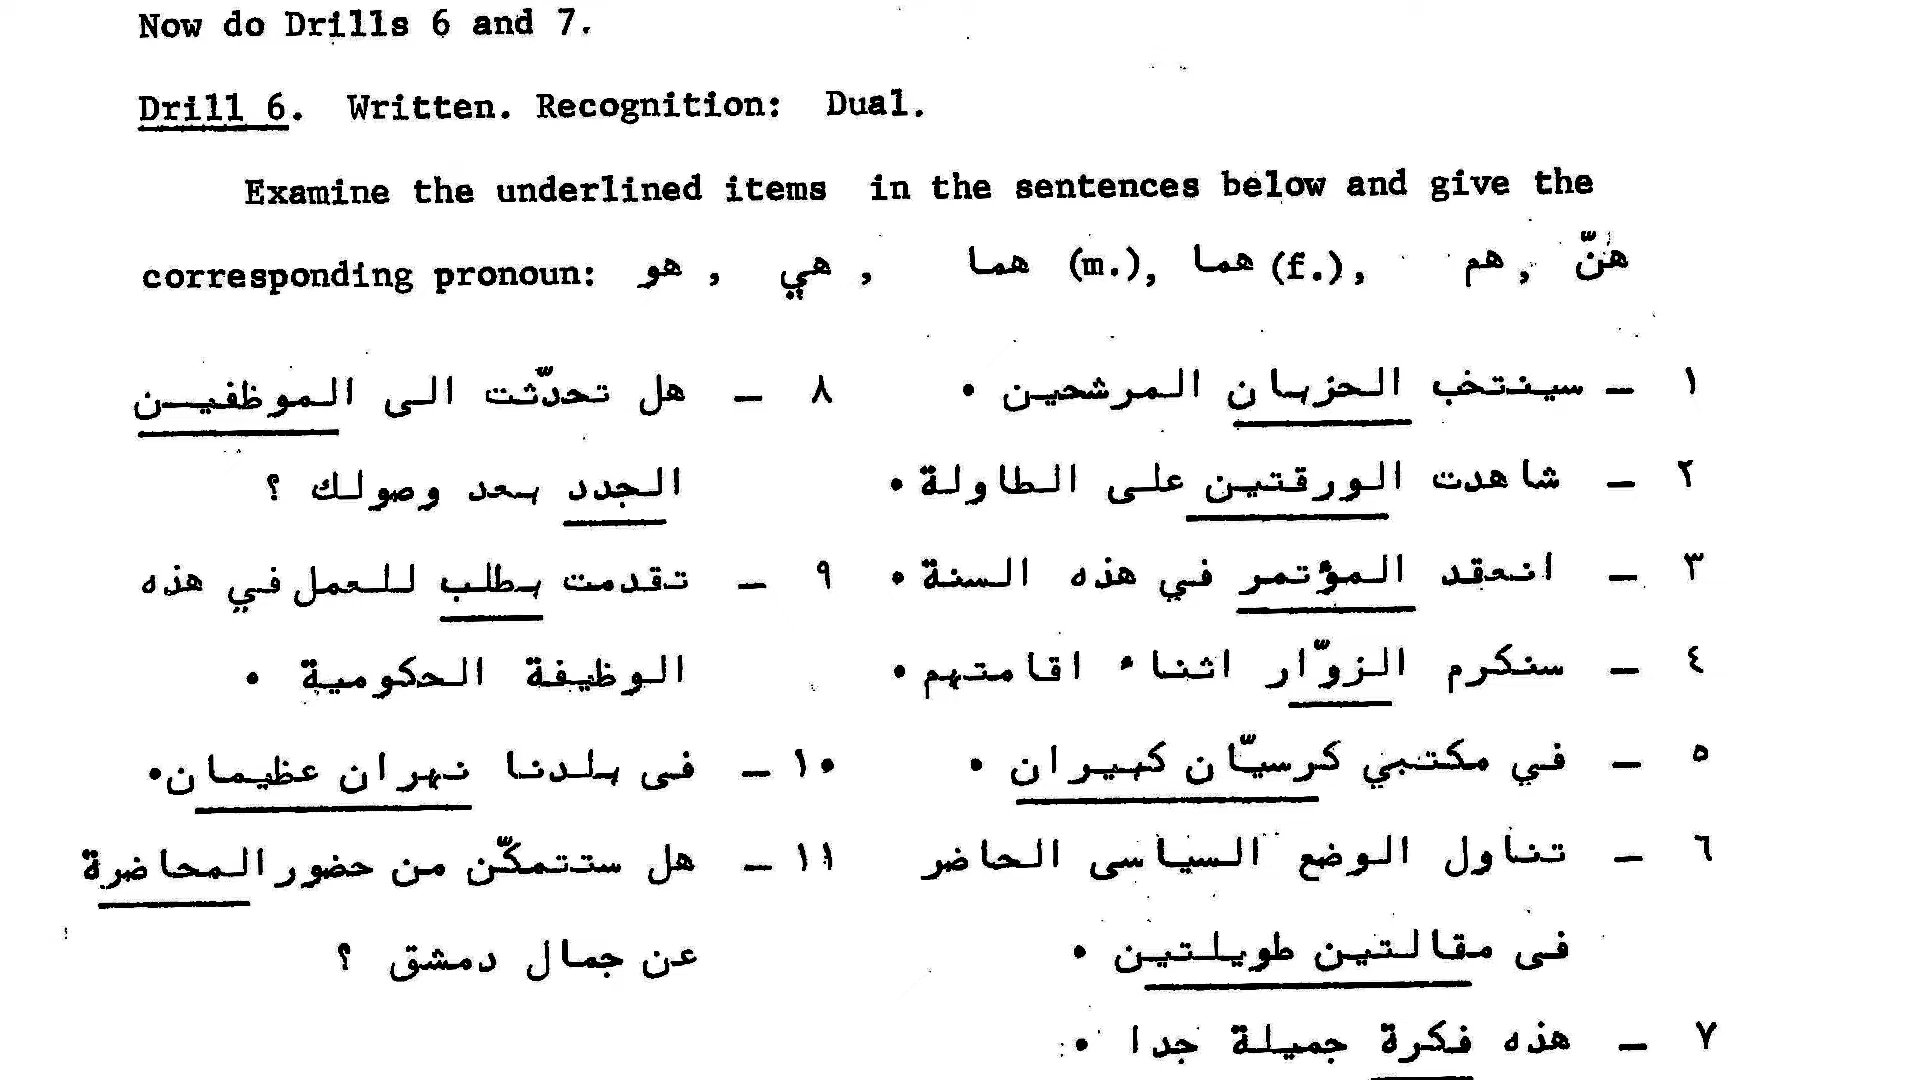 Now do Drills 6 and 7.
Drill 6. Written. Recognition: Dual.
Examine the underlined items in the sentences below and give the
corresponding pronoun: هو , هي , هما (m.), هما (f.), هم , هنّ
١ – سينتخب الحزبان المرشحين .
٢ – شاهدت الورقتين على الطاولة .
٣ – انعقد المؤتمر في هذه السنة .
٤ – سنكرم الزوّار اثناء اقامتهم .
٥ – في مكتبي كرسيّان كبيران .
٦ – تناول الوضع السياسى الحاضر
فى مقالتين طويلتين .
٧ – هذه فكرة جميلة جدا .
٨ – هل تحدّثت الى الموظفين
الجدد بعد وصولك ؟
٩ – تقدمت بطلب للعمل في هذه
الوظيفة الحكومية .
١٠ – فى بلدنا نهران عظيمان .
١١ – هل ستتمكّن من حضور المحاضرة
عن جمال دمشق ؟